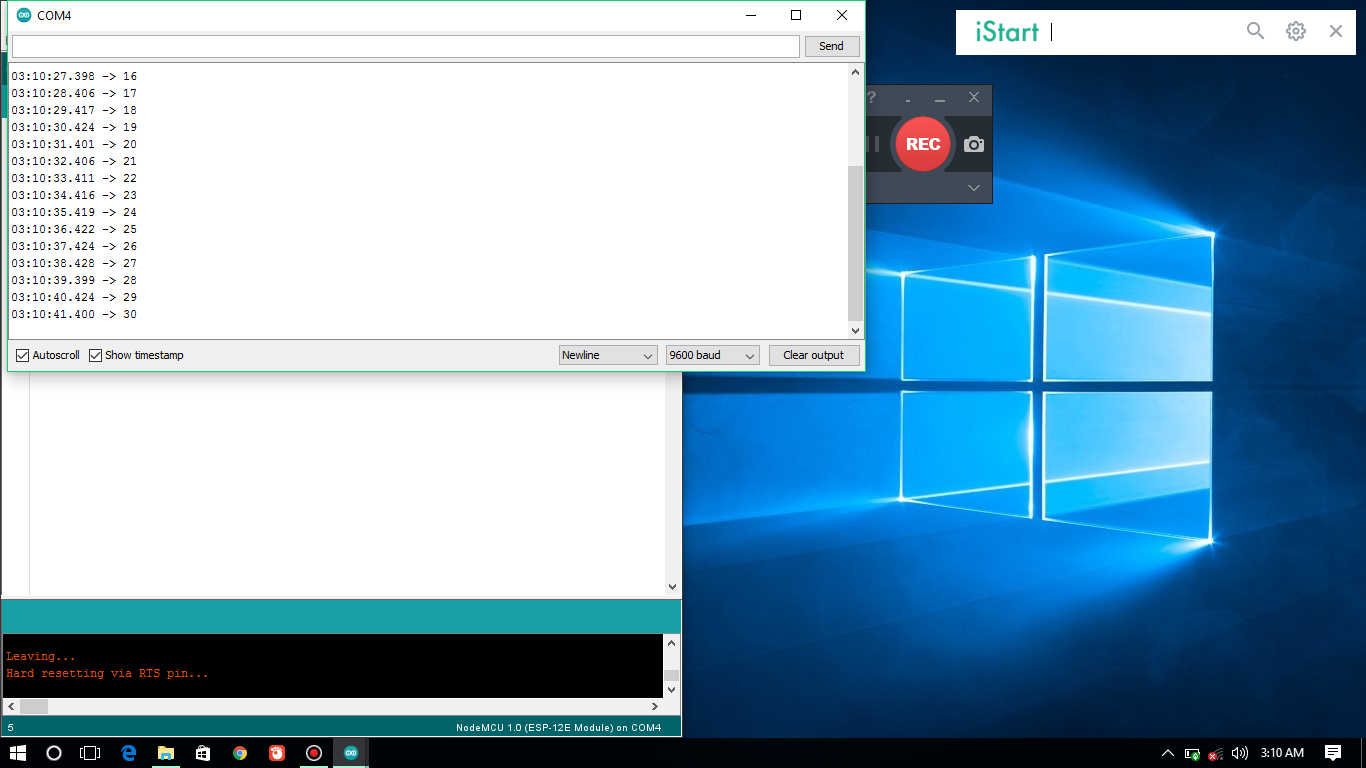 COM4
Send
03:10:27.398 -> 16
03:10:28.406 -> 17
03:10:29.417 -> 18
03:10:30.424 -> 19
03:10:31.401 -> 20
03:10:32.406 -> 21
03:10:33.411 -> 22
03:10:34.416 -> 23
03:10:35.419 -> 24
03:10:36.422 -> 25
03:10:37.424 -> 26
03:10:38.428 -> 27
03:10:39.399 -> 28
03:10:40.424 -> 29
03:10:41.400 -> 30
Autoscroll Show timestamp Newline 9600 baud Clear output
iStart
?
REC
Leaving...
Hard resetting via RTS pin...
5 NodeMCU 1.0 (ESP-12E Module) on COM4
3:10 AM